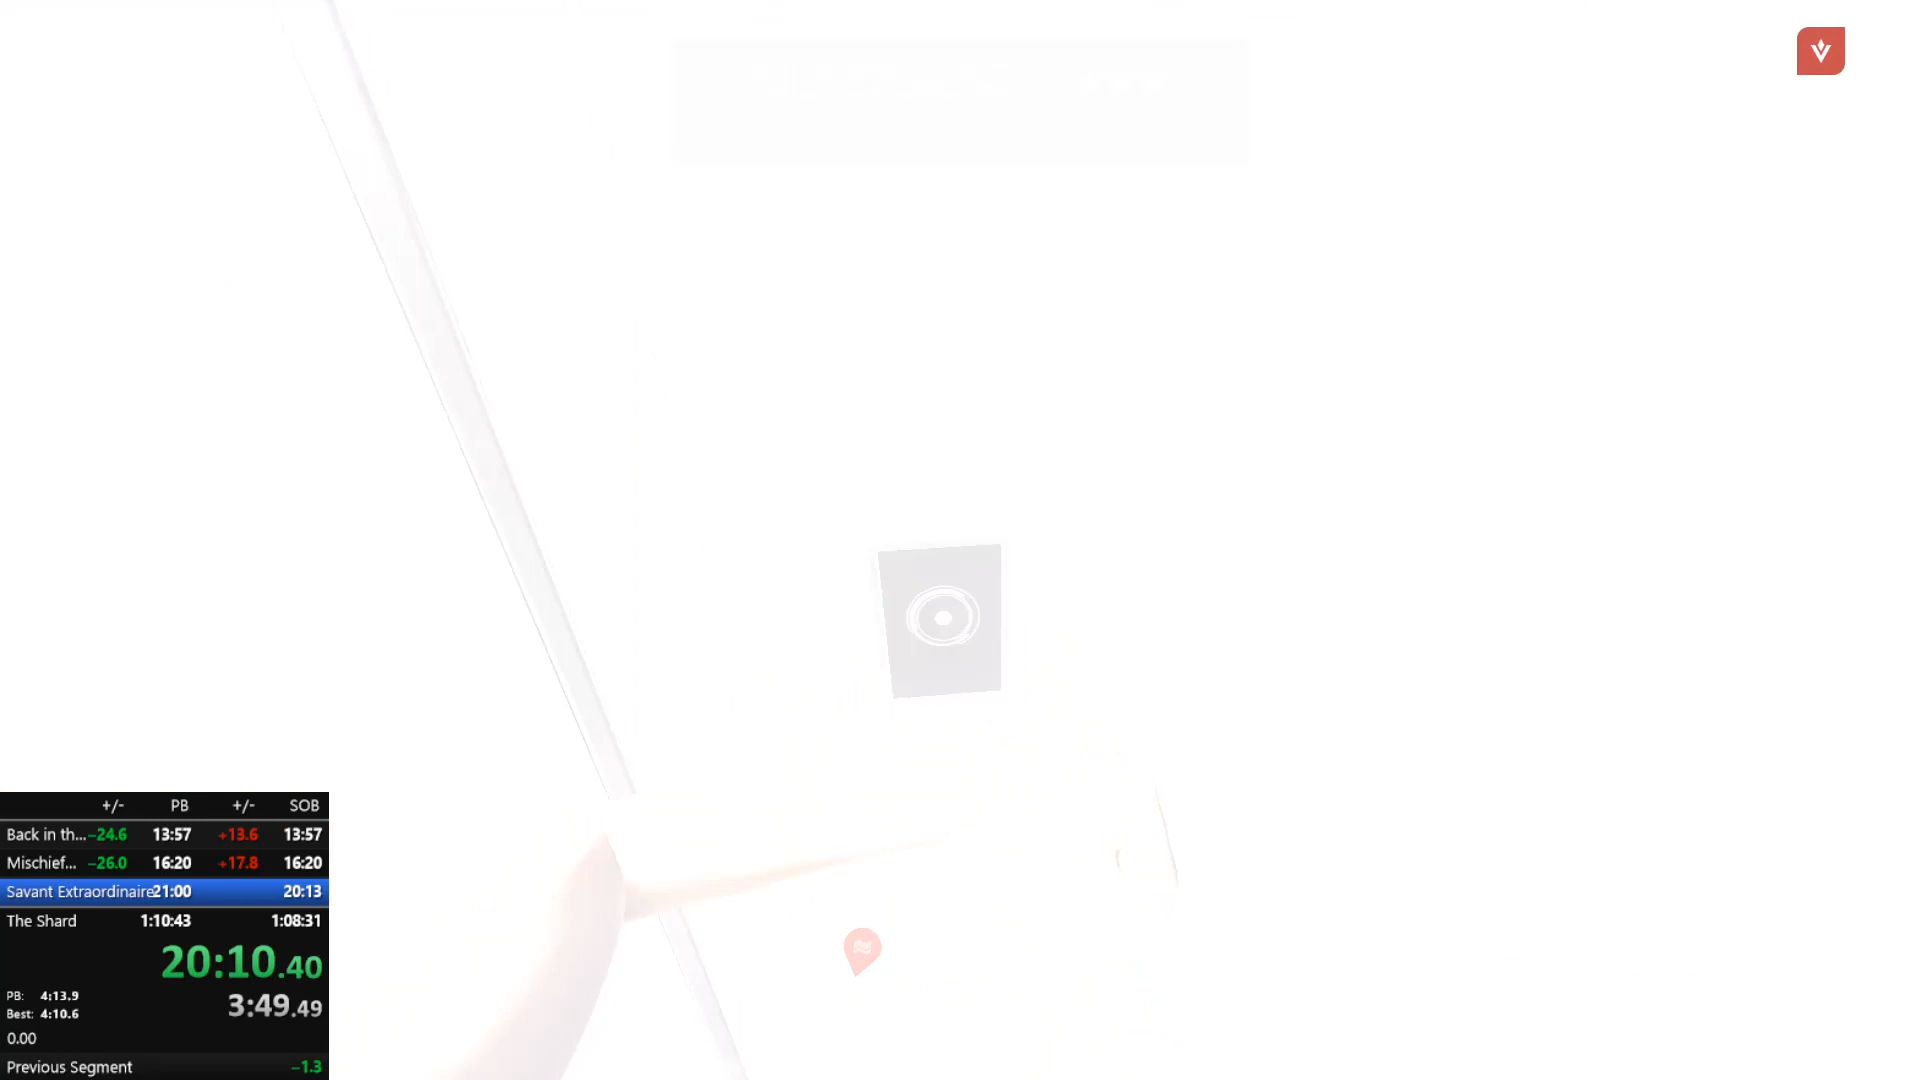 +/- PB +/- SOB
Back in th... −24.6 13:57 +13.6 13:57
Mischief... −26.0 16:20 +17.8 16:20
Savant Extraordinaire 21:00 20:13
The Shard 1:10:43 1:08:31
20:10.40
PB: 4:13.9
3:49.49
Best: 4:10.6
0.00
Previous Segment −1.3